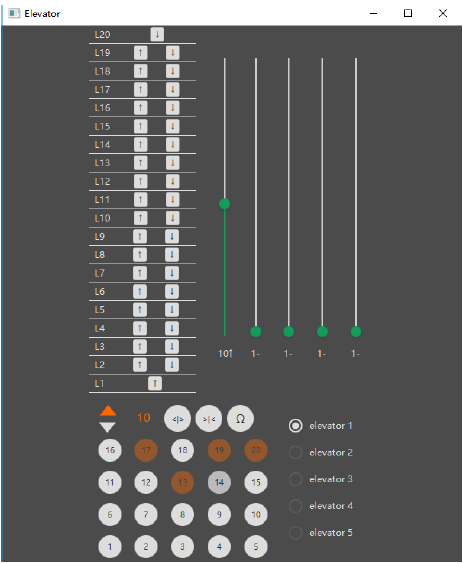 Elevator
L20 ↓
L19 ↑ ↓
L18 ↑ ↓
L17 ↑ ↓
L16 ↑ ↓
L15 ↑ ↓
L14 ↑ ↓
L13 ↑ ↓
L12 ↑ ↓
L11 ↑ ↓
L10 ↑ ↓
L9 ↑ ↓
L8 ↑ ↓
L7 ↑ ↓
L6 ↑ ↓
L5 ↑ ↓
L4 ↑ ↓
L3 ↑ ↓
L2 ↑ ↓
L1 ↑
10↑ 1- 1- 1- 1-
10 <|> >|< Ω
16 17 18 19 20
11 12 13 14 15
6 7 8 9 10
1 2 3 4 5
elevator 1
elevator 2
elevator 3
elevator 4
elevator 5